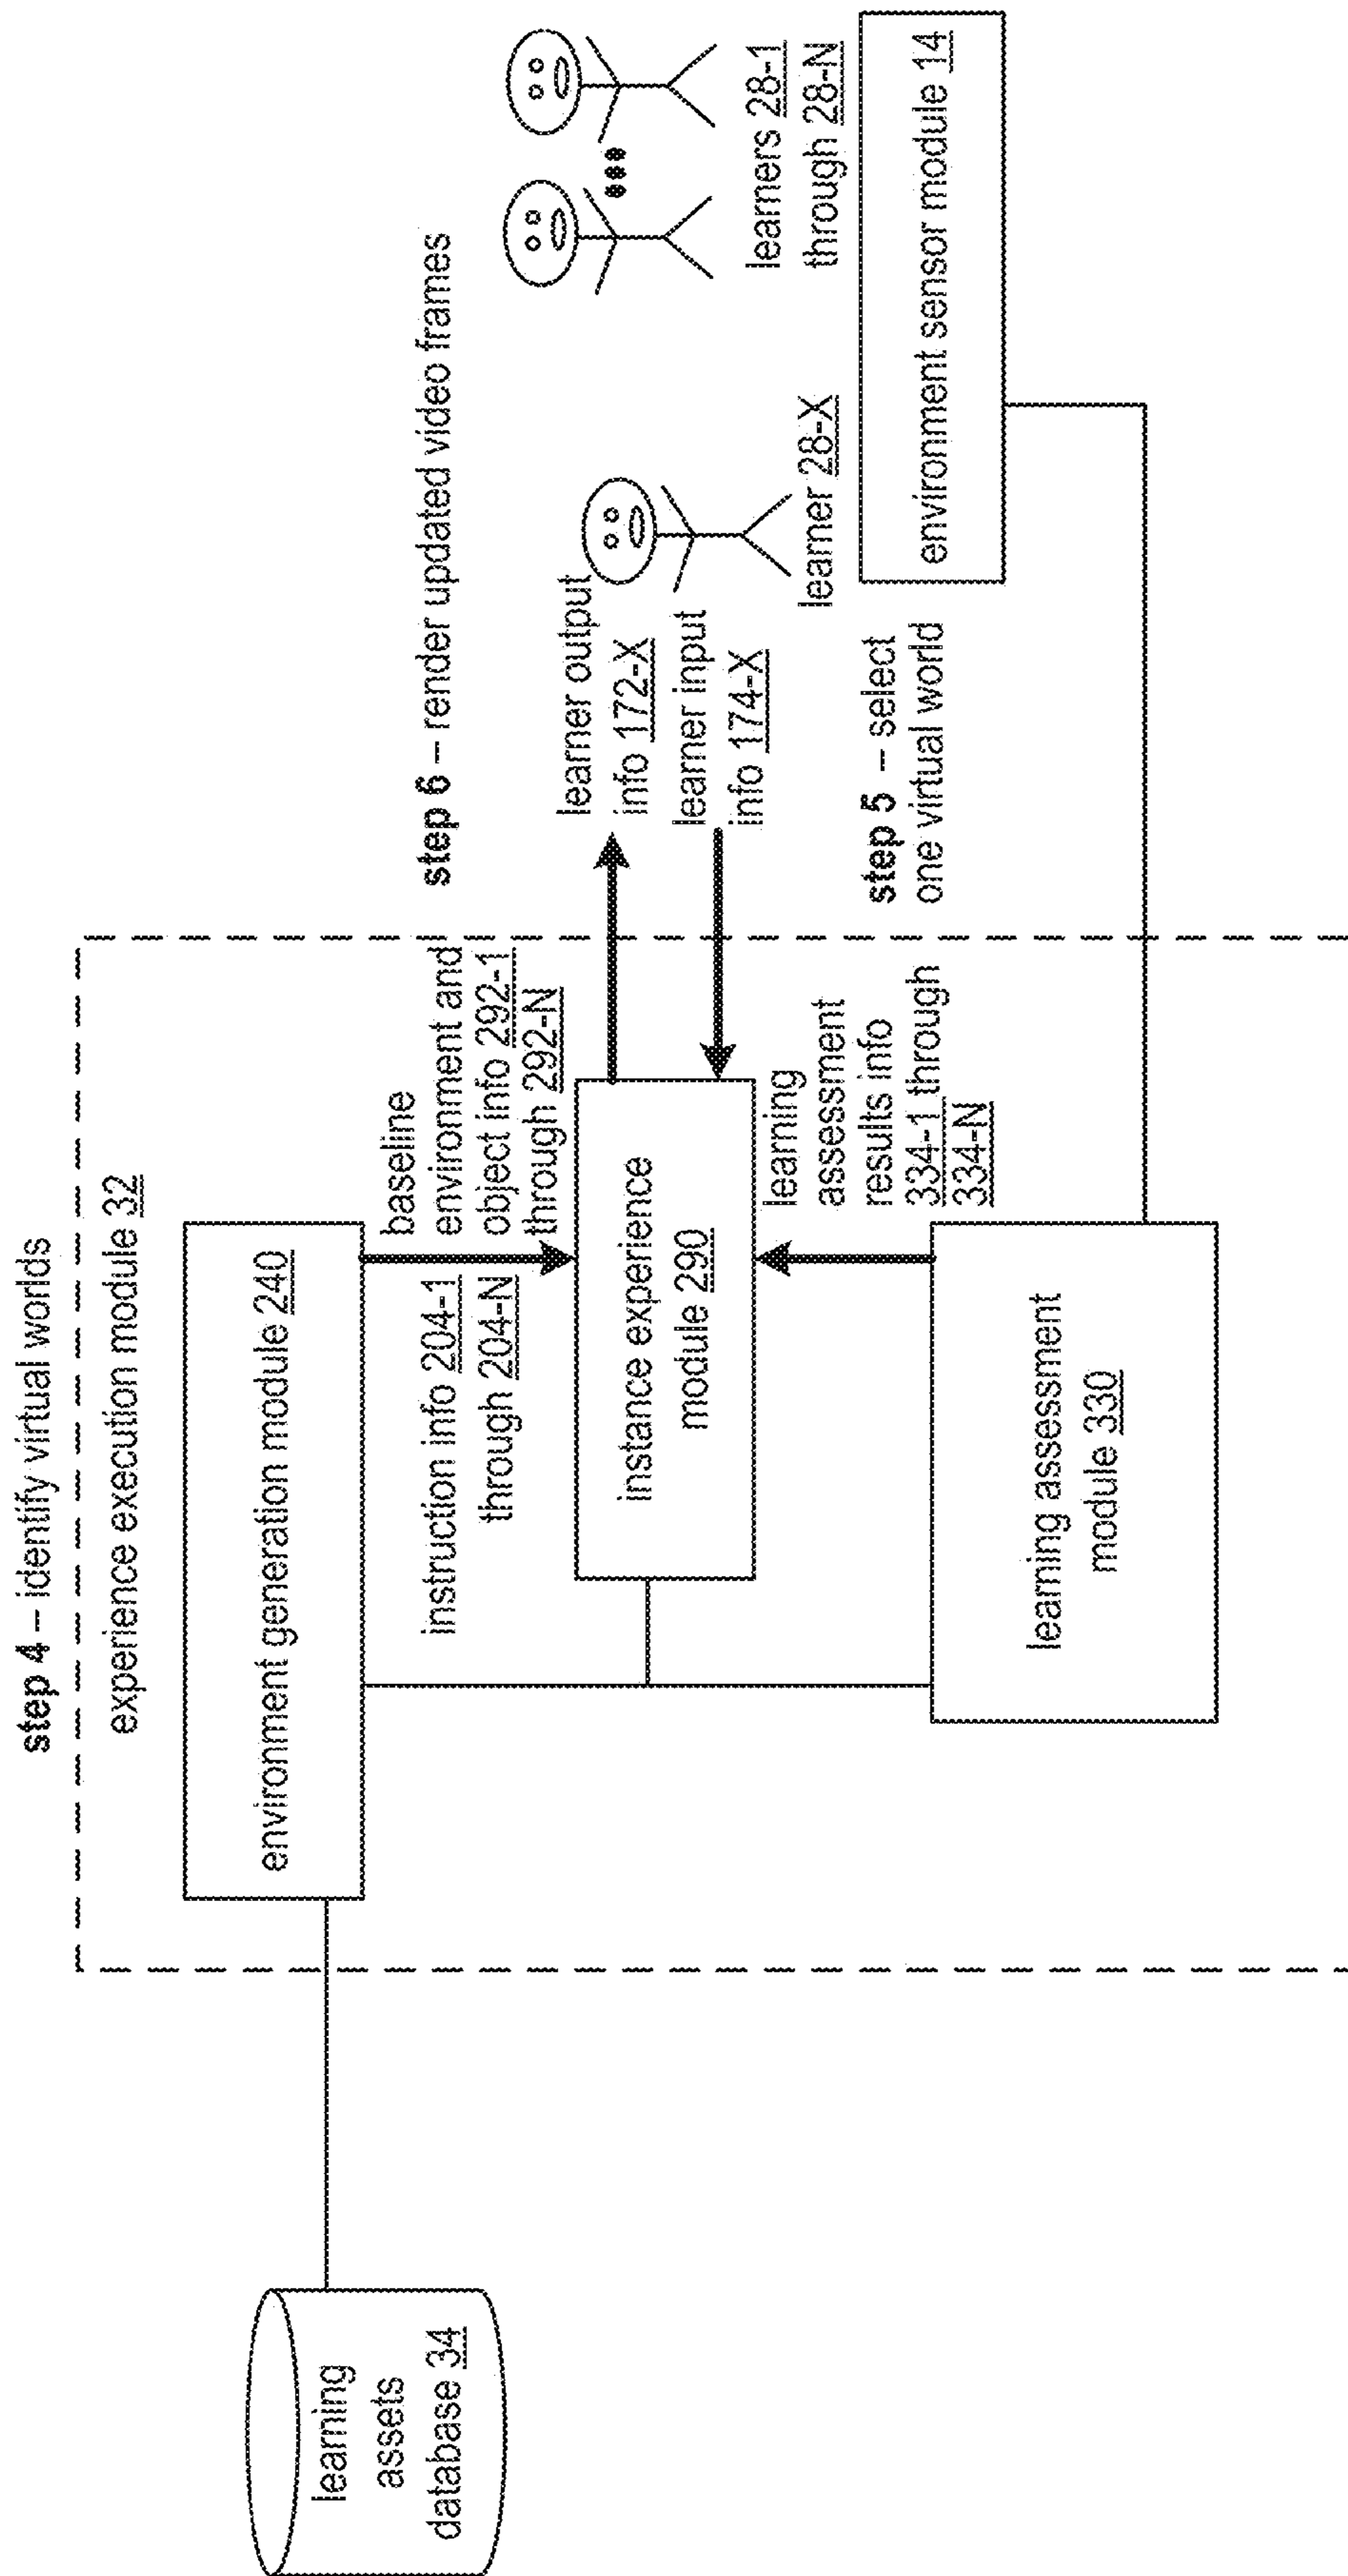 step 4 – identify virtual worlds
experience execution module 32
learning
assets
database 34
environment generation module 240
instruction info 204-1
through 204-N
baseline
environment and
object info 292-1
through 292-N
instance experience
module 290
learning
assessment
results info
334-1 through
334-N
learning assessment
module 330
step 6 – render updated video frames
learner output
info 172-X
learner input
info 174-X
learner 28-X
learners 28-1
through 28-N
step 5 – select
one virtual world
environment sensor module 14